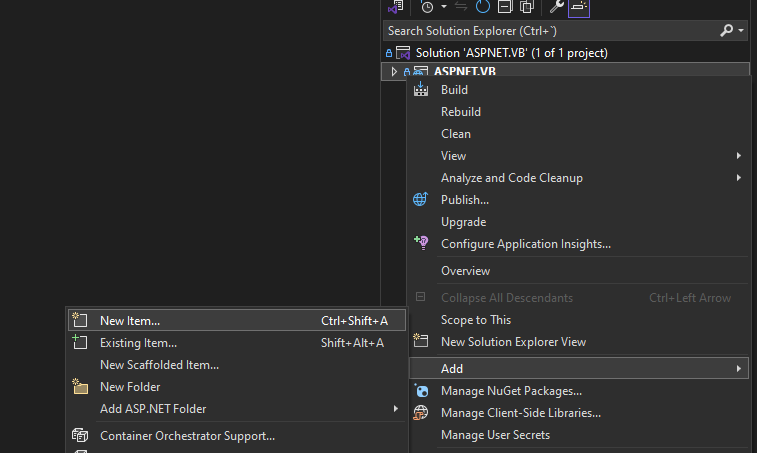 Search Solution Explorer (Ctrl+`)
Solution 'ASPNET.VB' (1 of 1 project)
ASPNET.VB
Build
Rebuild
Clean
View
Analyze and Code Cleanup
Publish...
Upgrade
Configure Application Insights...
Overview
Collapse All Descendants Ctrl+Left Arrow
Scope to This
New Solution Explorer View
Add
Manage NuGet Packages...
Manage Client-Side Libraries...
Manage User Secrets
New Item... Ctrl+Shift+A
Existing Item... Shift+Alt+A
New Scaffolded Item...
New Folder
Add ASP.NET Folder
Container Orchestrator Support...